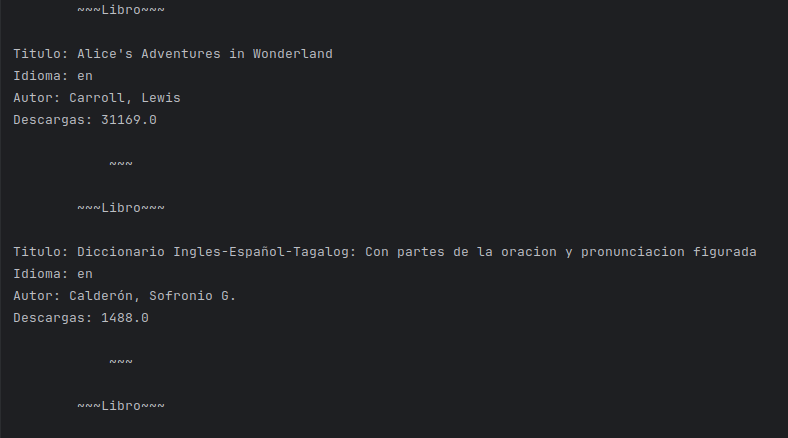 ~~~Libro~~~
Titulo: Alice's Adventures in Wonderland
Idioma: en
Autor: Carroll, Lewis
Descargas: 31169.0
~~~
~~~Libro~~~
Titulo: Diccionario Ingles-Español-Tagalog: Con partes de la oracion y pronunciacion figurada
Idioma: en
Autor: Calderón, Sofronio G.
Descargas: 1488.0
~~~
~~~Libro~~~